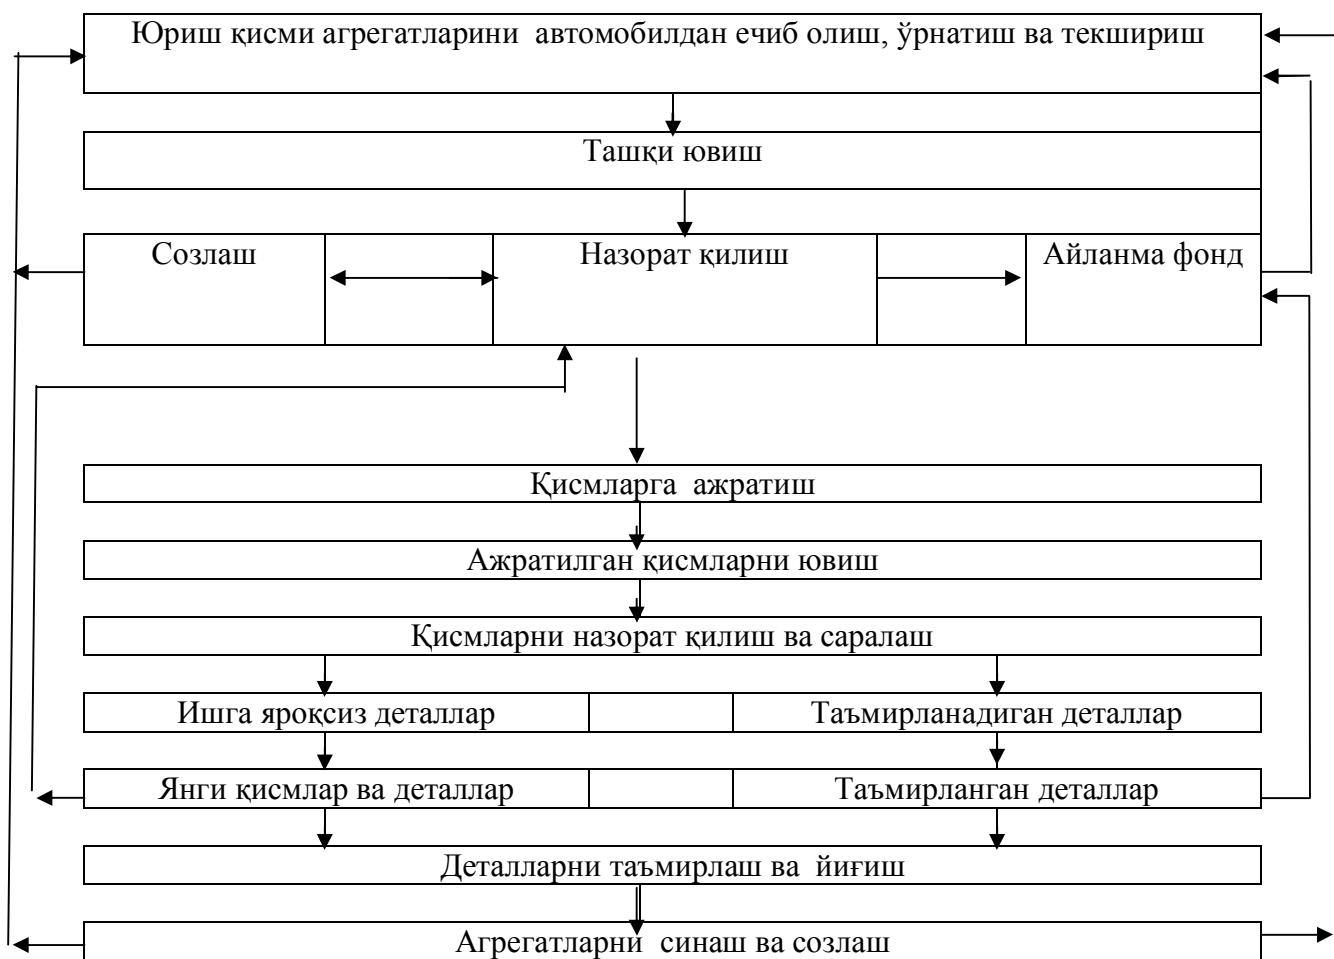 Юриш қисми агрегатларини автомобилдан ечиб олиш, ўрнатиш ва текшириш
Ташқи ювиш
Созлаш
Назорат қилиш
Айланма фонд
Қисмларга ажратиш
Ажратилган қисмларни ювиш
Қисмларни назорат қилиш ва саралаш
Ишга яроқсиз деталлар
Таъмирланадиган деталлар
Янги қисмлар ва деталлар
Таъмирланган деталлар
Деталларни таъмирлаш ва йиғиш
Агрегатларни синаш ва созлаш